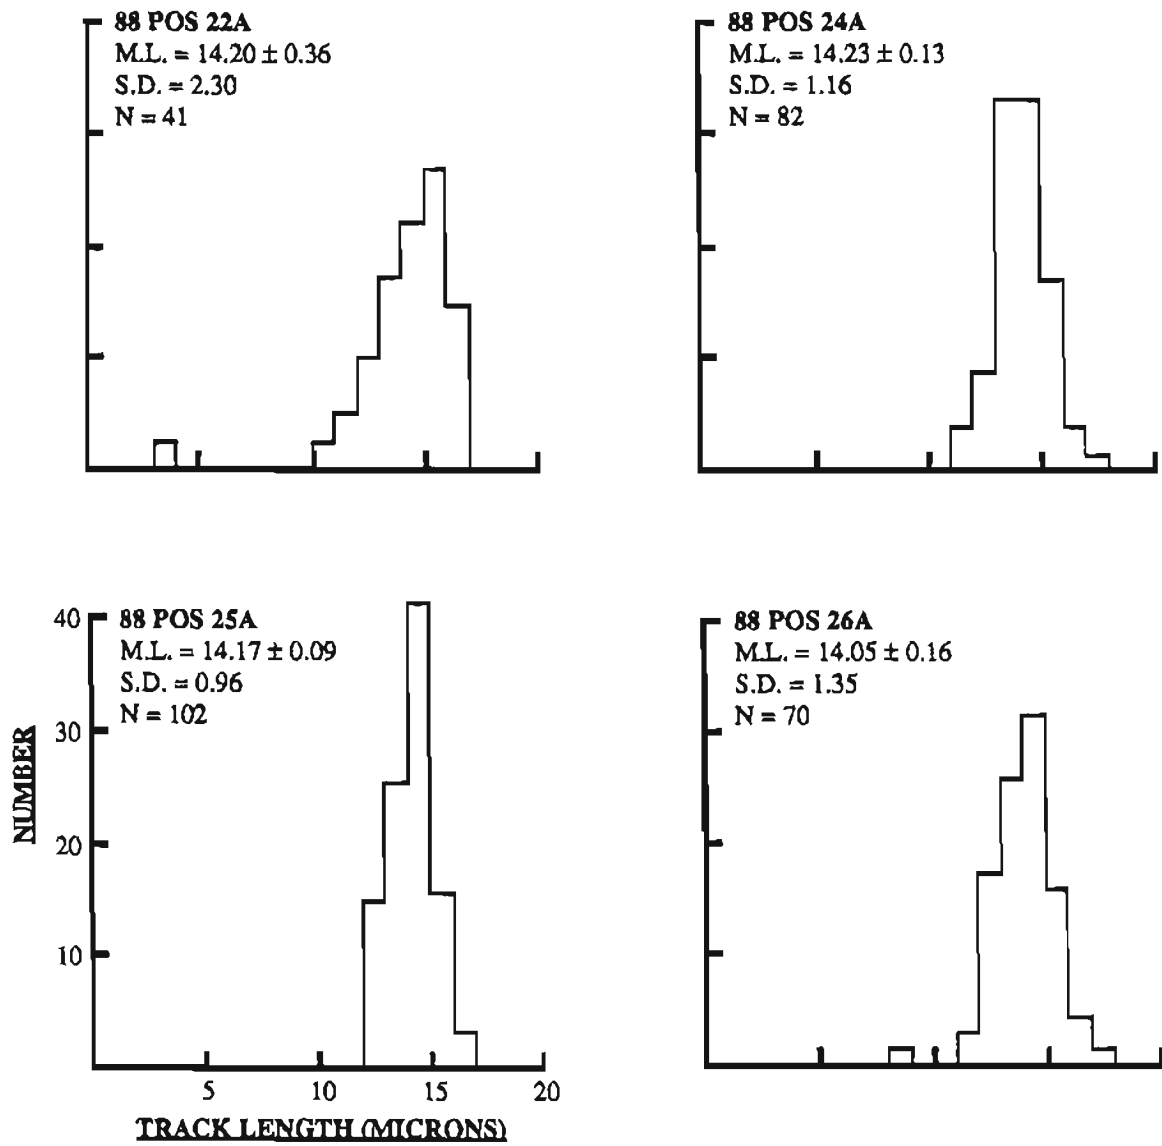 88 POS 22A
M.L. = 14.20 ± 0.36
S.D. = 2.30
N = 41
88 POS 24A
M.L. = 14.23 ± 0.13
S.D. = 1.16
N = 82
88 POS 25A
M.L. = 14.17 ± 0.09
S.D. = 0.96
N = 102
88 POS 26A
M.L. = 14.05 ± 0.16
S.D. = 1.35
N = 70
NUMBER
40
30
20
10
5 10 15 20
TRACK LENGTH (MICRONS)